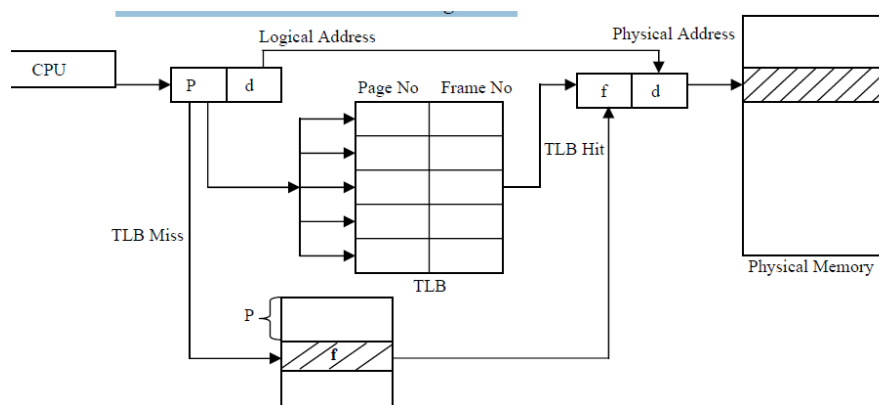 Logical Address
Physical Address
CPU
P
d
Page No
Frame No
f
d
TLB Hit
TLB Miss
TLB
Physical Memory
P
f